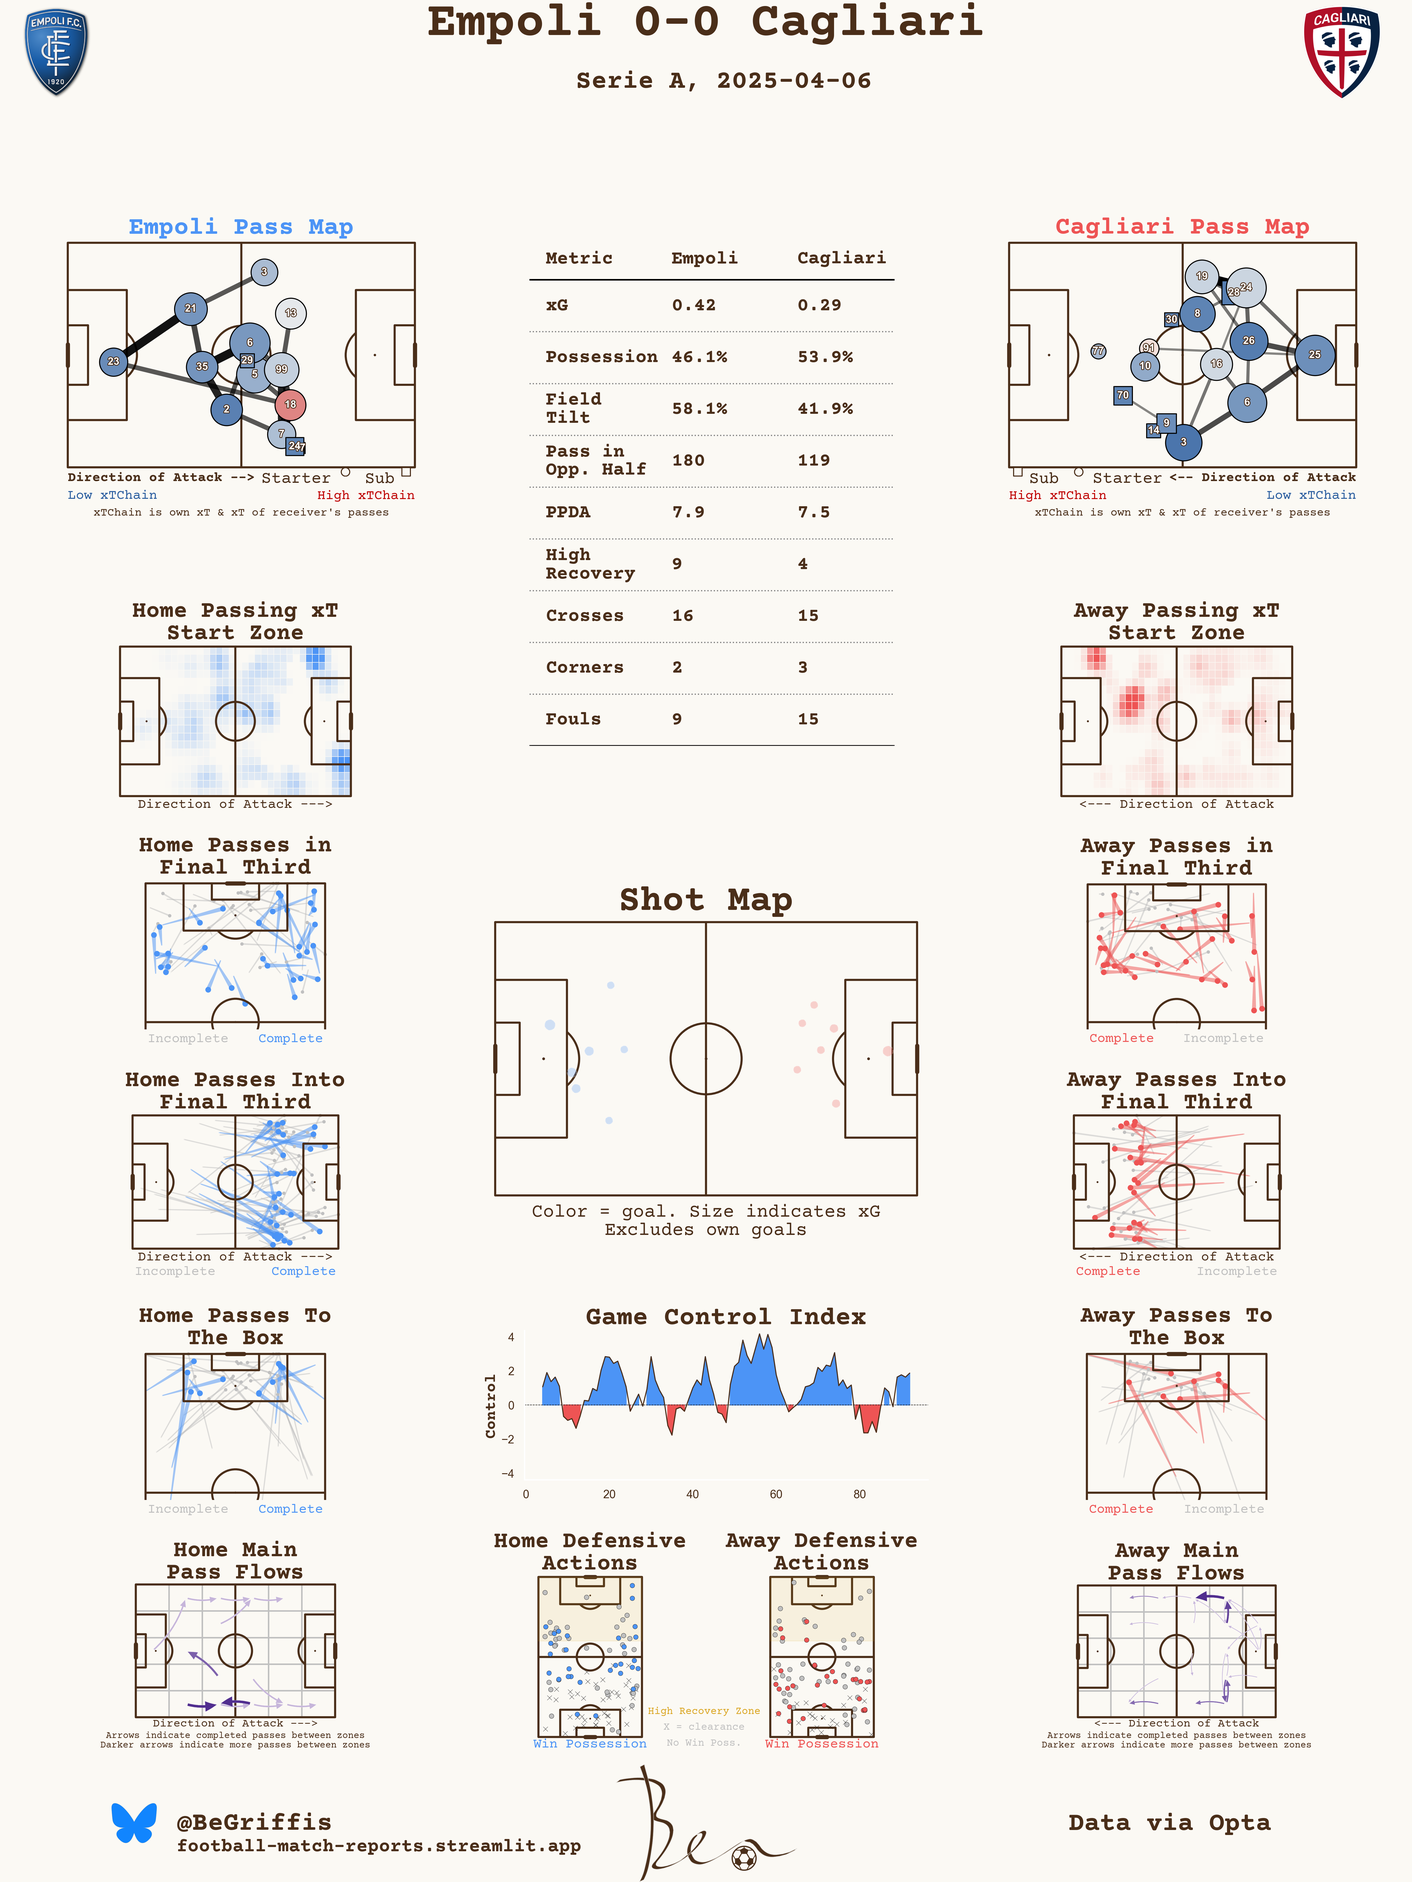 Empoli 0-0 Cagliari
Serie A, 2025-04-06
EMPOLI F.C.
1920
CAGLIARI
Empoli Pass Map
3
21
13
6
23
35
29
5
99
2
18
7
24
Direction of Attack --> Starter Sub
Low xTChain High xTChain
xTChain is own xT & xT of receiver's passes
Metric Empoli Cagliari
xG 0.42 0.29
Possession 46.1% 53.9%
Field
Tilt 58.1% 41.9%
Pass in
Opp. Half 180 119
PPDA 7.9 7.5
High
Recovery 9 4
Crosses 16 15
Corners 2 3
Fouls 9 15
Cagliari Pass Map
19
24
28
8
30
26
77
91
25
10
16
70
6
9
14
3
Sub Starter <-- Direction of Attack
High xTChain Low xTChain
xTChain is own xT & xT of receiver's passes
Home Passing xT
Start Zone
Direction of Attack --->
Away Passing xT
Start Zone
<--- Direction of Attack
Home Passes in
Final Third
Incomplete Complete
Away Passes in
Final Third
Complete Incomplete
Shot Map
Color = goal. Size indicates xG
Excludes own goals
Home Passes Into
Final Third
Direction of Attack --->
Incomplete Complete
Away Passes Into
Final Third
<--- Direction of Attack
Complete Incomplete
Home Passes To
The Box
Incomplete Complete
Game Control Index
Control
4
2
0
−2
−4
0 20 40 60 80
Away Passes To
The Box
Complete Incomplete
Home Main
Pass Flows
Direction of Attack --->
Arrows indicate completed passes between zones
Darker arrows indicate more passes between zones
Home Defensive
Actions
Win Possession
Away Defensive
Actions
Win Possession
High Recovery Zone
X = clearance
No Win Poss.
Away Main
Pass Flows
<--- Direction of Attack
Arrows indicate completed passes between zones
Darker arrows indicate more passes between zones
@BeGriffis
football-match-reports.streamlit.app
Ben
Data via Opta